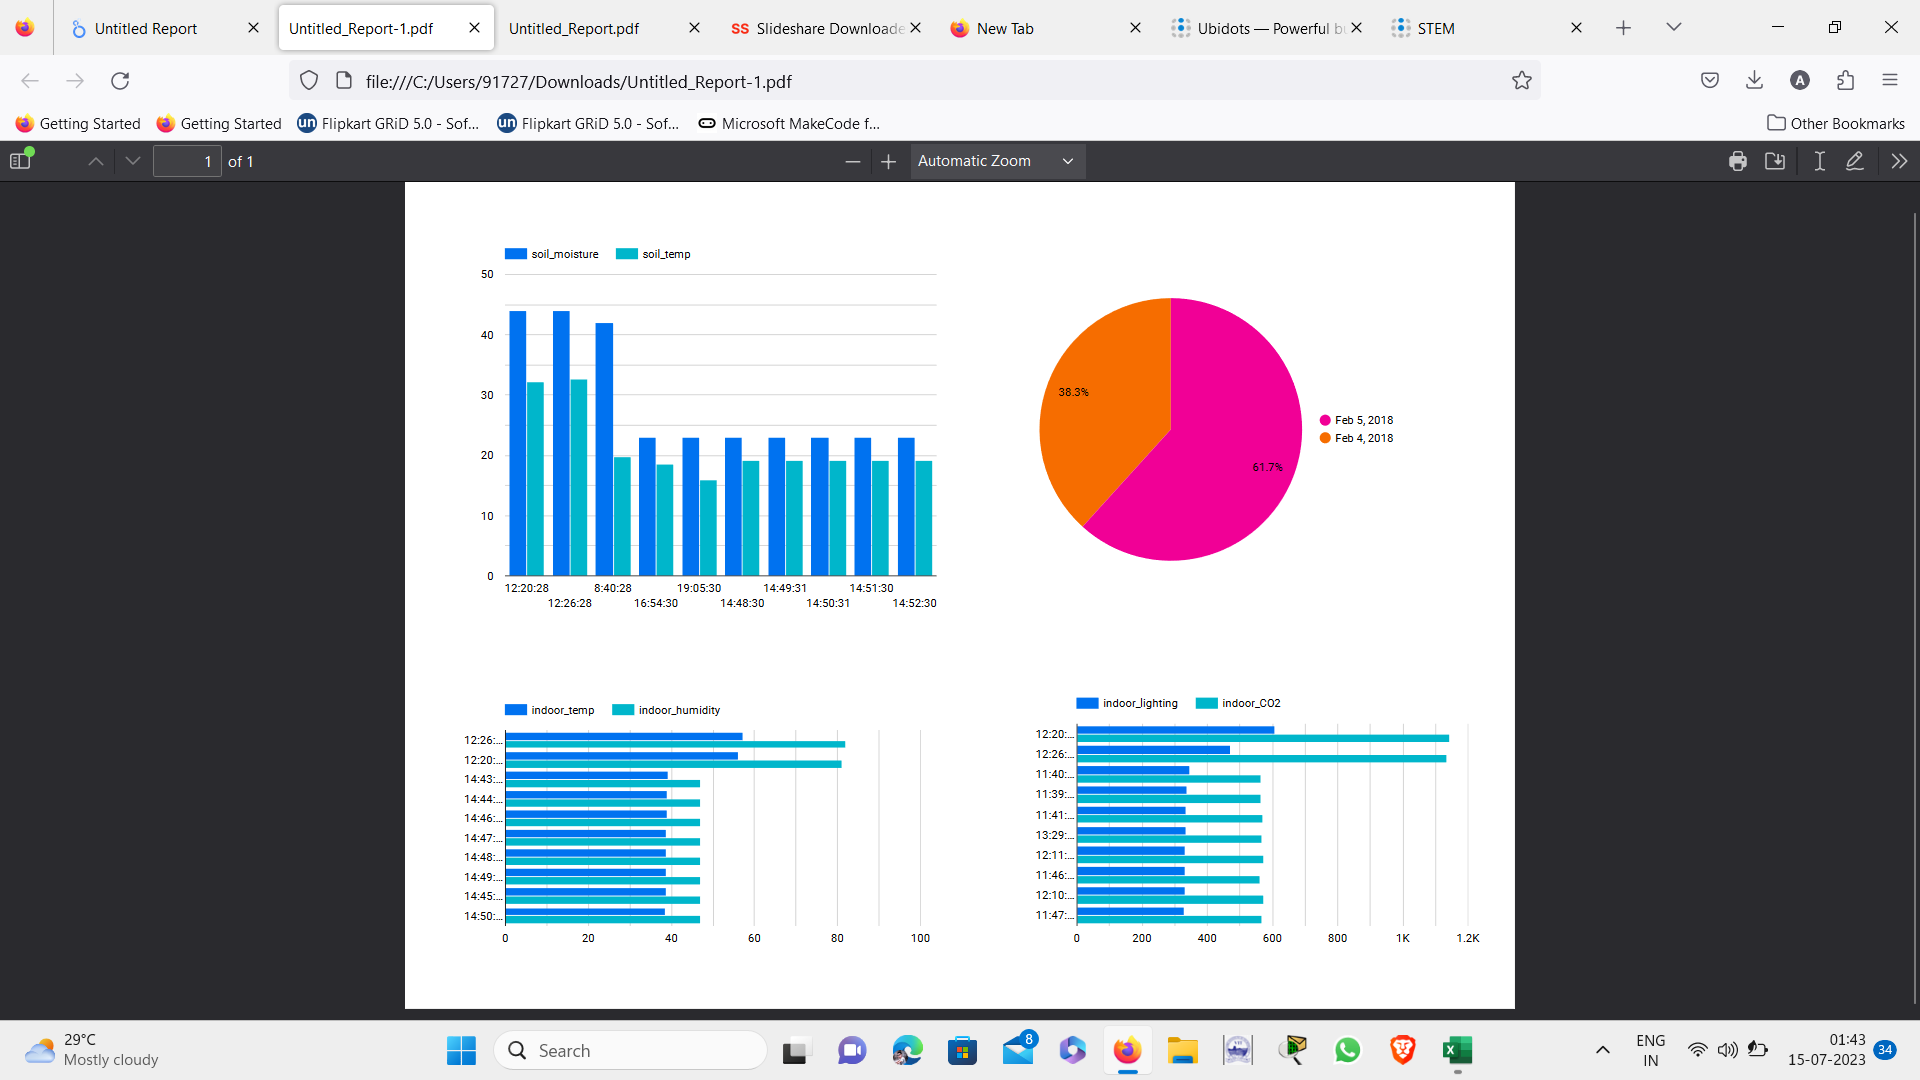 Untitled Report
Untitled_Report-1.pdf
Untitled_Report.pdf
SS Slideshare Downloade
New Tab
Ubidots — Powerful bu
STEM
file:///C:/Users/91727/Downloads/Untitled_Report-1.pdf
A
Getting Started
Getting Started
un Flipkart GRiD 5.0 - Sof...
un Flipkart GRiD 5.0 - Sof...
Microsoft MakeCode f...
Other Bookmarks
1 of 1
Automatic Zoom
soil_moisture soil_temp
50
40
30
20
10
0
12:20:28 8:40:28 19:05:30 14:49:31 14:51:30
12:26:28 16:54:30 14:48:30 14:50:31 14:52:30
38.3%
61.7%
Feb 5, 2018
Feb 4, 2018
indoor_temp indoor_humidity
12:26:...
12:20:...
14:43:...
14:44:...
14:46:...
14:47:...
14:48:...
14:49:...
14:45:...
14:50:...
0 20 40 60 80 100
indoor_lighting indoor_CO2
12:20:...
12:26:...
11:40:...
11:39:...
11:41:...
13:29:...
12:11:...
11:46:...
12:10:...
11:47:...
0 200 400 600 800 1K 1.2K
29°C
Mostly cloudy
Search
8
ENG
IN
01:43
15-07-2023
34